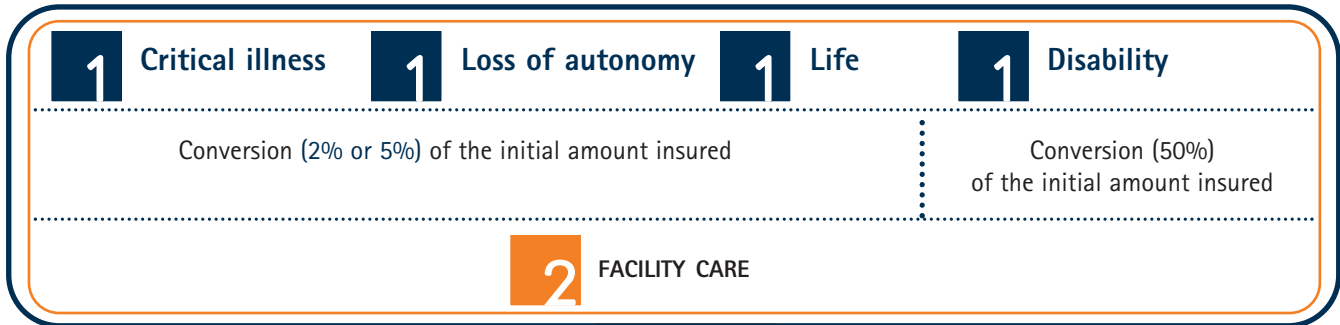 1 Critical illness 1 Loss of autonomy 1 Life 1 Disability
Conversion (2% or 5%) of the initial amount insured
Conversion (50%)
of the initial amount insured
2 FACILITY CARE